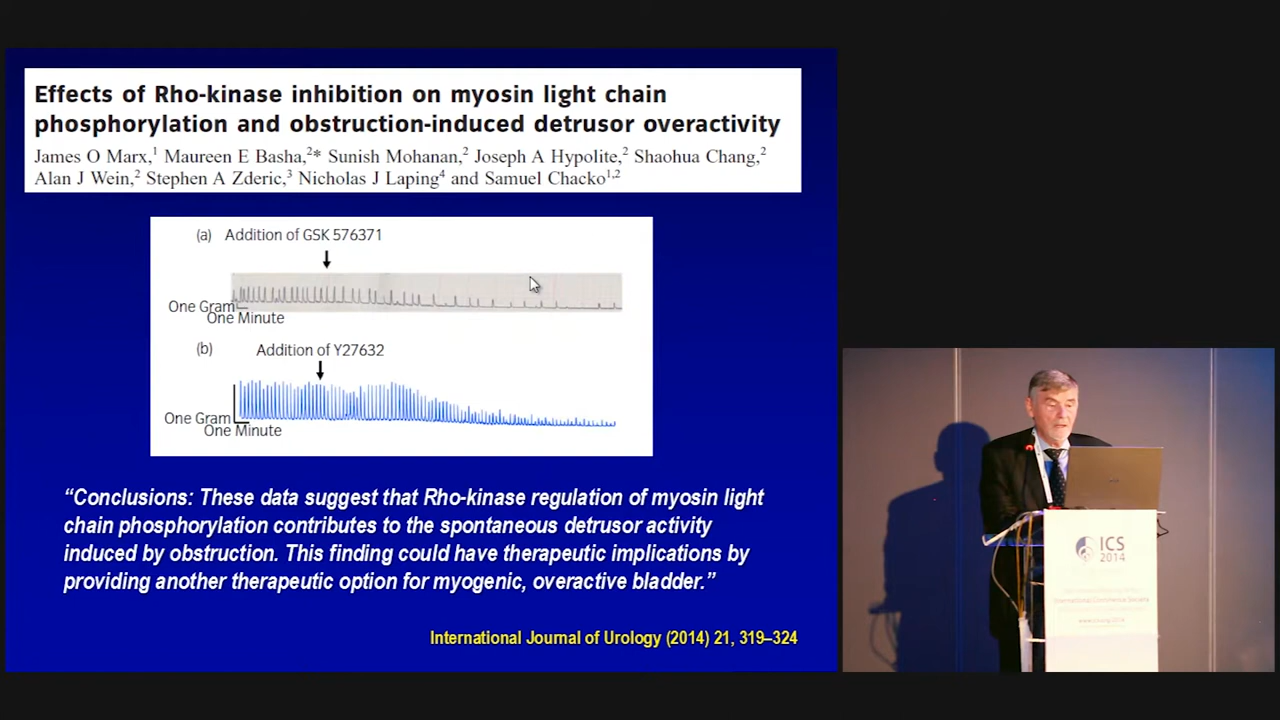 Effects of Rho-kinase inhibition on myosin light chain
phosphorylation and obstruction-induced detrusor overactivity
James O Marx,1 Maureen E Basha,2* Sunish Mohanan,2 Joseph A Hypolite,2 Shaohua Chang,2
Alan J Wein,2 Stephen A Zderic,3 Nicholas J Laping4 and Samuel Chacko1,2
(a) Addition of GSK 576371
One Gram
One Minute
(b) Addition of Y27632
One Gram
One Minute
“Conclusions: These data suggest that Rho-kinase regulation of myosin light
chain phosphorylation contributes to the spontaneous detrusor activity
induced by obstruction. This finding could have therapeutic implications by
providing another therapeutic option for myogenic, overactive bladder.”
International Journal of Urology (2014) 21, 319–324
ICS
2014